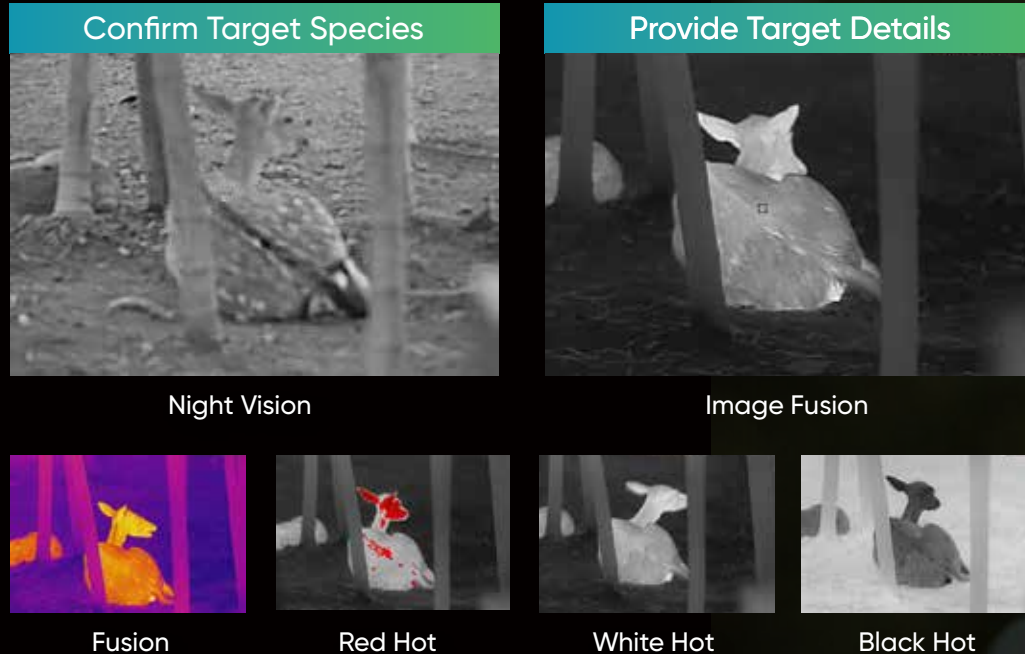 Confirm Target Species
Provide Target Details
Night Vision
Image Fusion
Fusion
Red Hot
White Hot
Black Hot